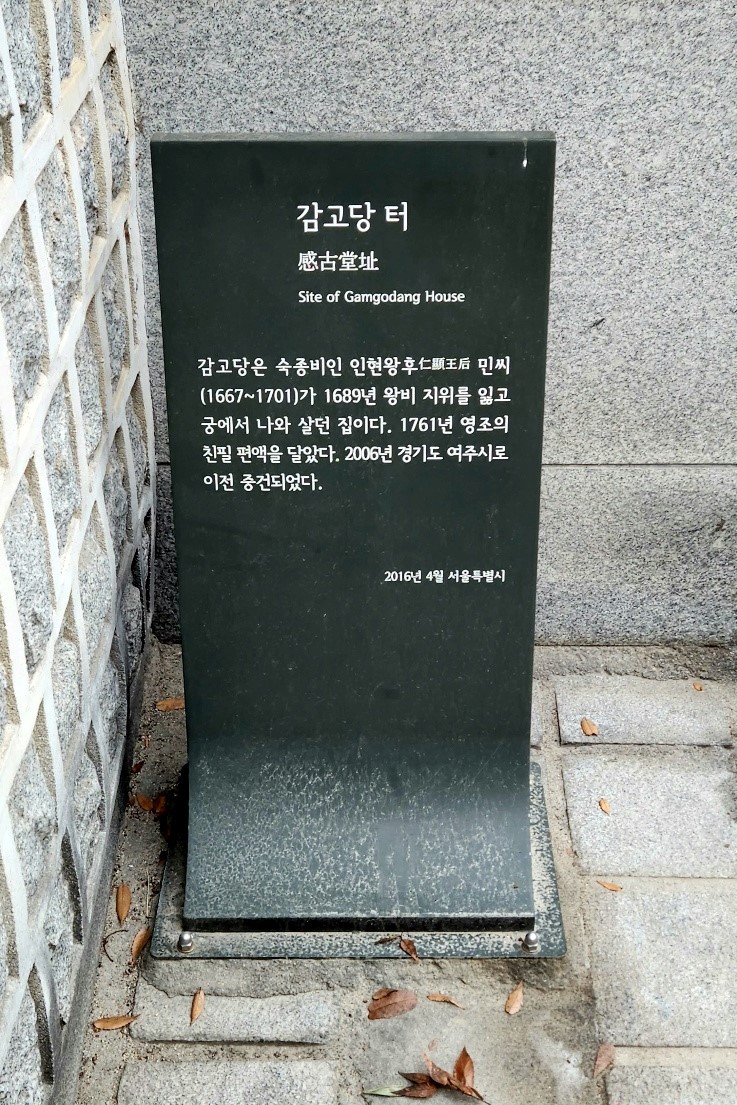 감고당 터
感古堂址
Site of Gamgodang House
감고당은 숙종비인 인현왕후仁顯王后 민씨
(1667~1701)가 1689년 왕비 지위를 잃고
궁에서 나와 살던 집이다. 1761년 영조의
친필 편액을 달았다. 2006년 경기도 여주시로
이전 중건되었다.
2016년 4월 서울특별시